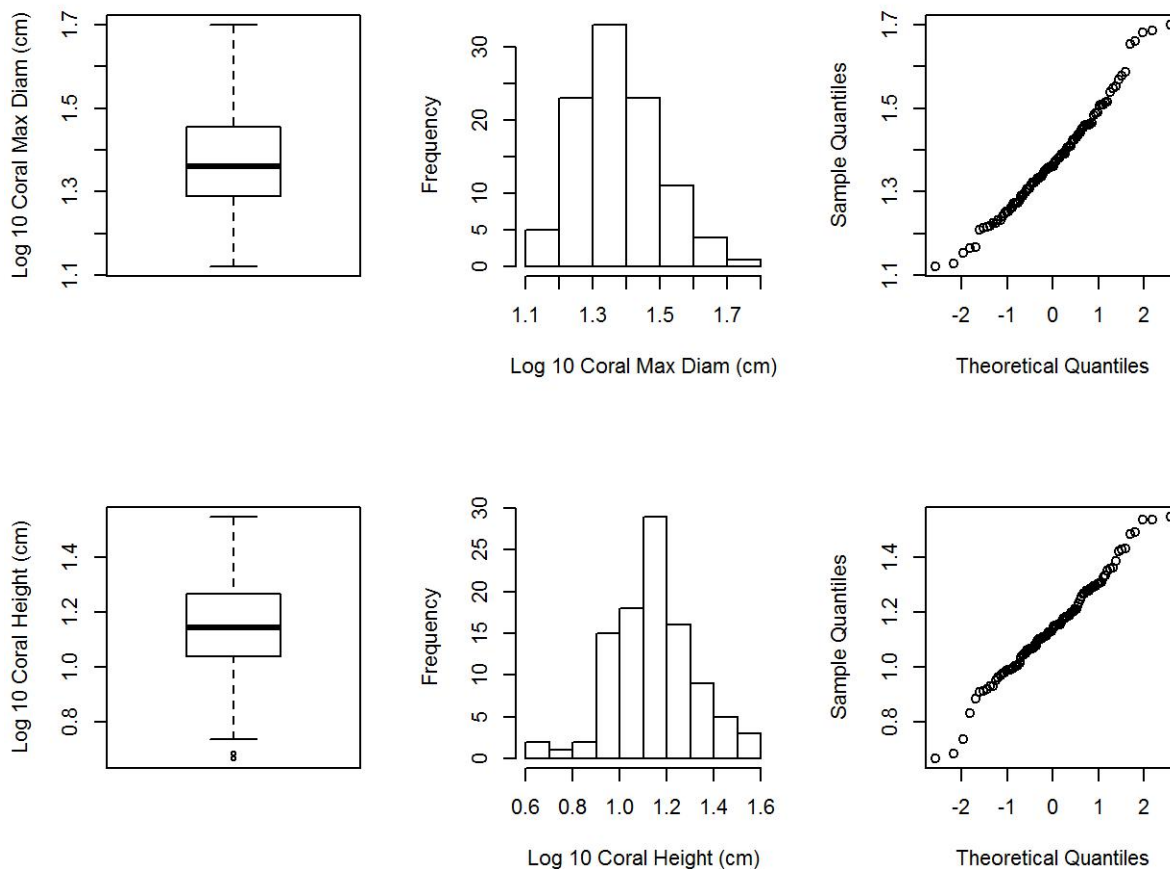 Log 10 Coral Max Diam (cm)
1.1 1.3 1.5 1.7
Frequency
0 5 10 20 30
1.1 1.3 1.5 1.7
Log 10 Coral Max Diam (cm)
Sample Quantiles
1.1 1.3 1.5 1.7
-2 -1 0 1 2
Theoretical Quantiles
Log 10 Coral Height (cm)
0.8 1.0 1.2 1.4
Frequency
0 5 10 15 20 25 30
0.6 0.8 1.0 1.2 1.4 1.6
Log 10 Coral Height (cm)
Sample Quantiles
0.8 1.0 1.2 1.4
-2 -1 0 1 2
Theoretical Quantiles